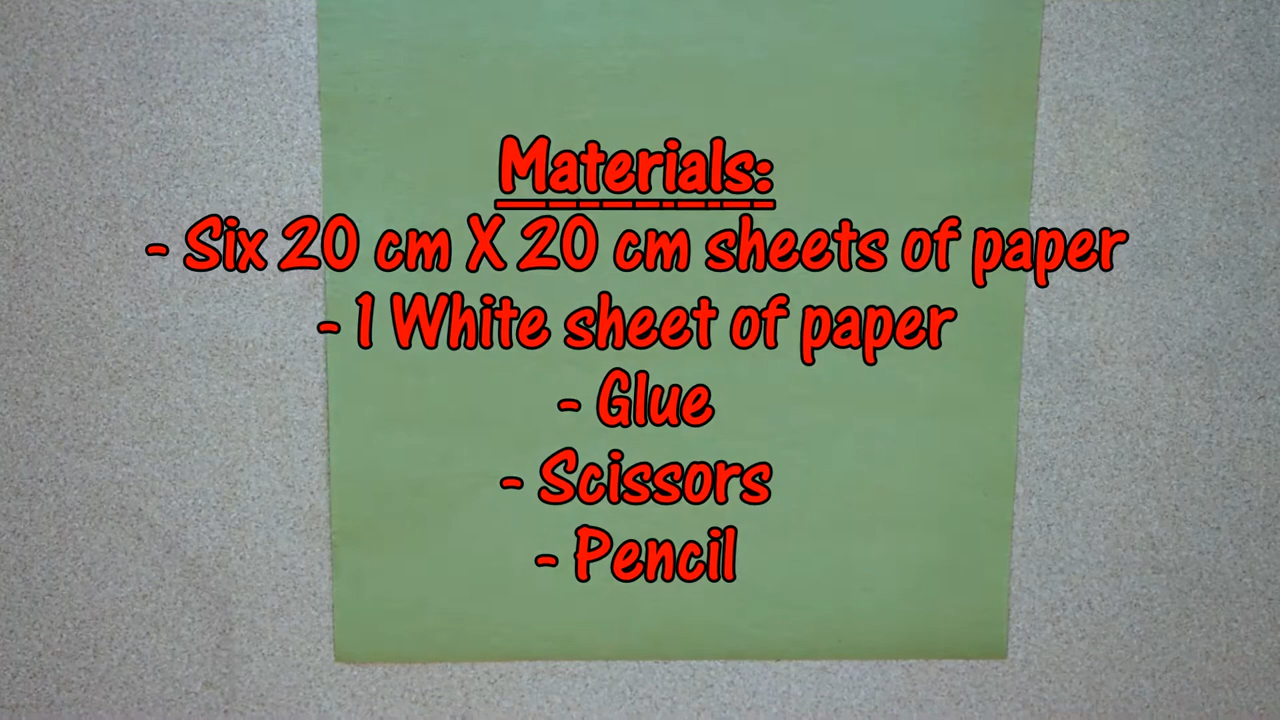 Materials:
- Six 20 cm X 20 cm sheets of paper
- 1 White sheet of paper
- Glue
- Scissors
- Pencil